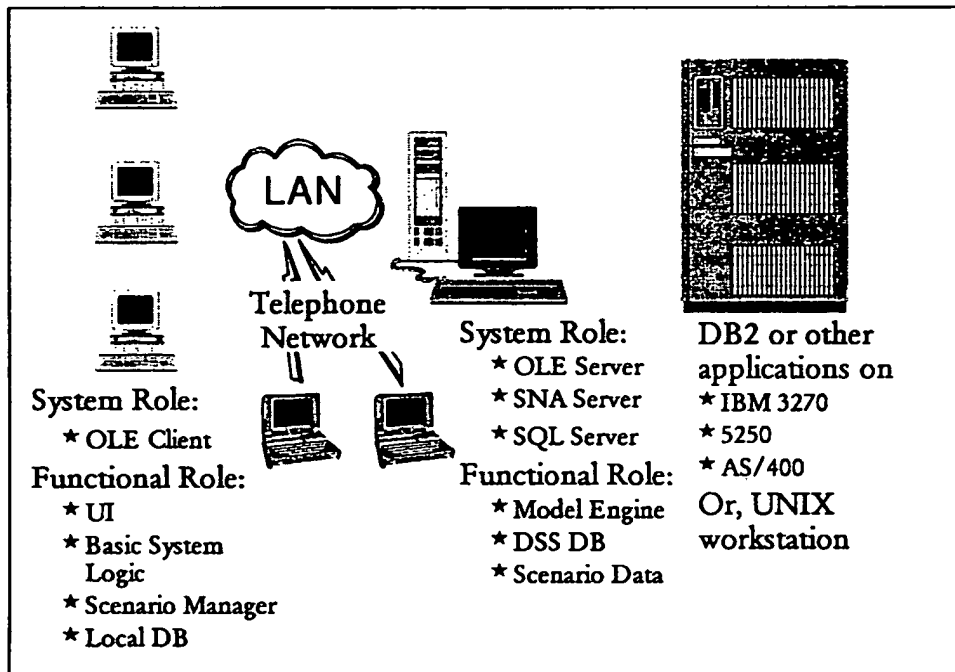 LAN
Telephone
Network
System Role:
★ OLE Client
Functional Role:
★ UI
★ Basic System
Logic
★ Scenario Manager
★ Local DB
System Role:
★ OLE Server
★ SNA Server
★ SQL Server
Functional Role:
★ Model Engine
★ DSS DB
★ Scenario Data
DB2 or other
applications on
★ IBM 3270
★ 5250
★ AS/400
Or, UNIX
workstation